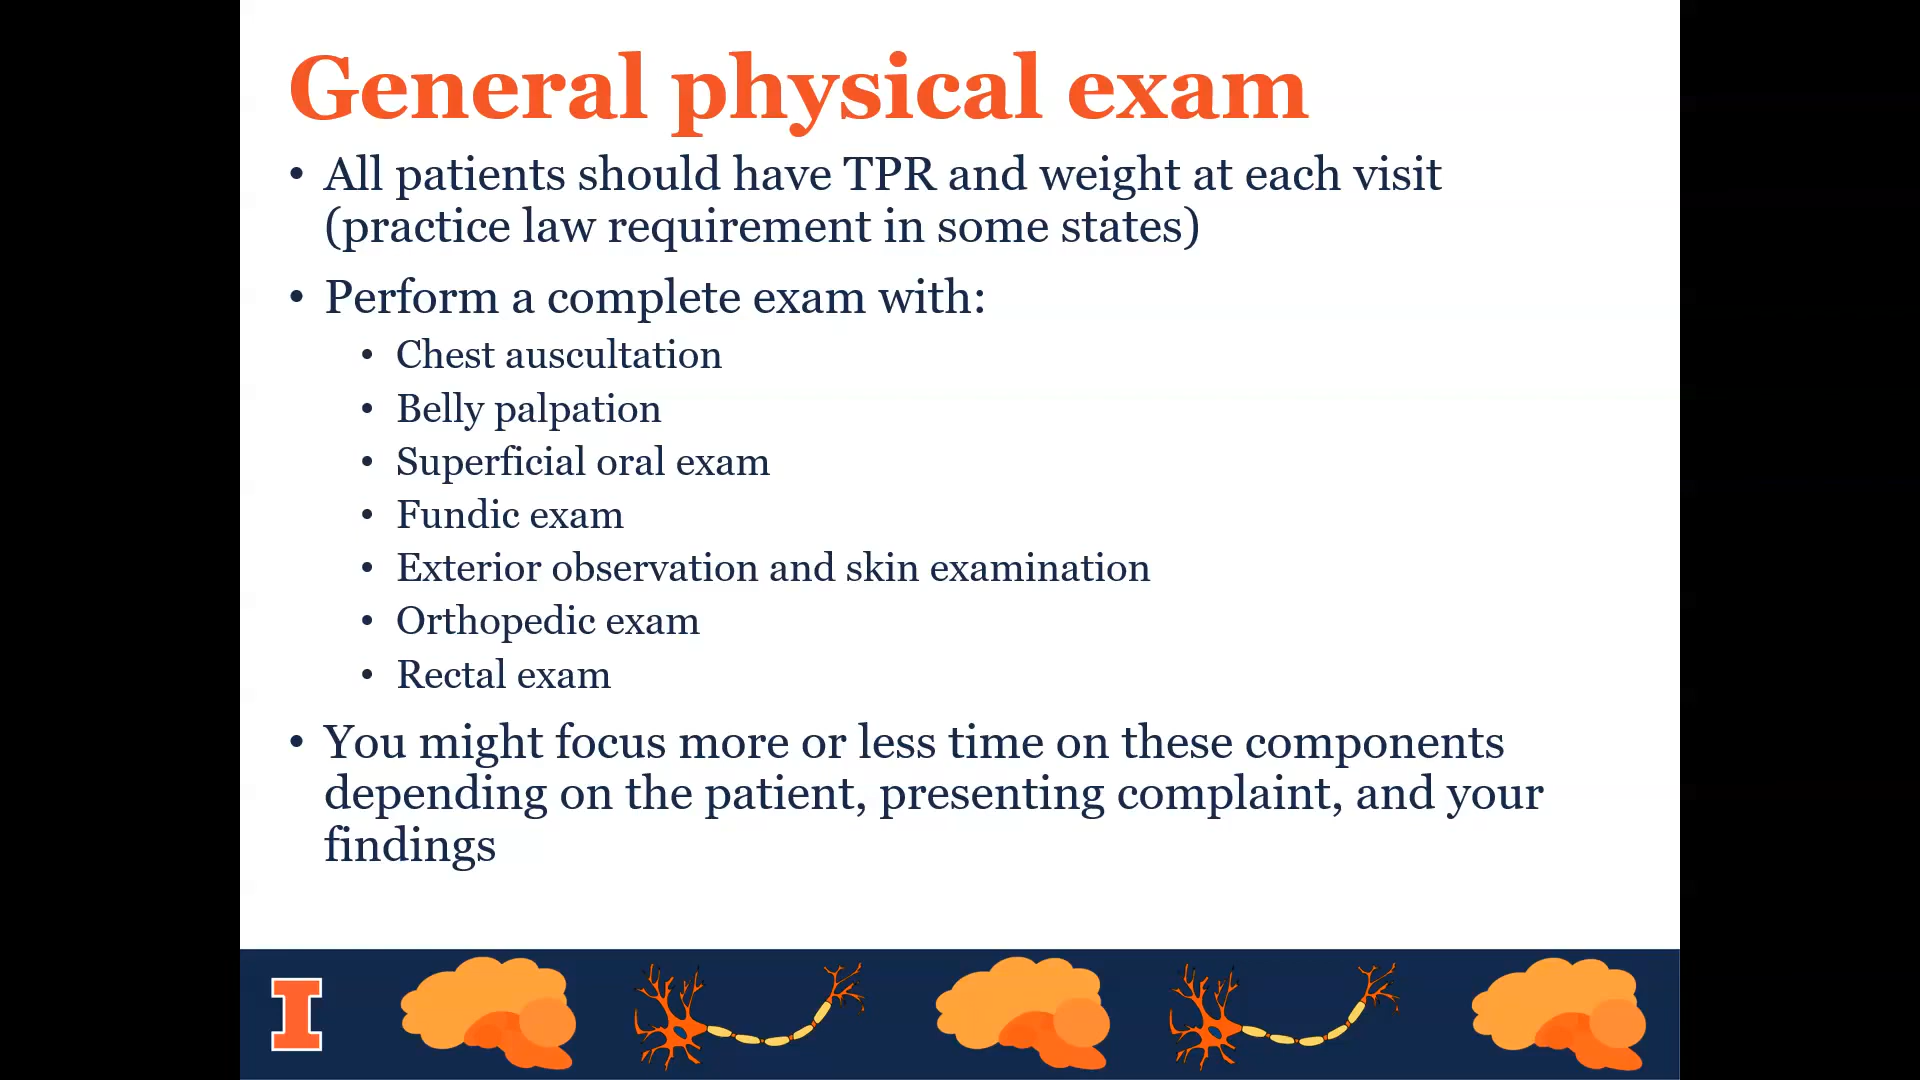 General physical exam
• All patients should have TPR and weight at each visit
(practice law requirement in some states)
• Perform a complete exam with:
• Chest auscultation
• Belly palpation
• Superficial oral exam
• Fundic exam
• Exterior observation and skin examination
• Orthopedic exam
• Rectal exam
• You might focus more or less time on these components
depending on the patient, presenting complaint, and your
findings
I